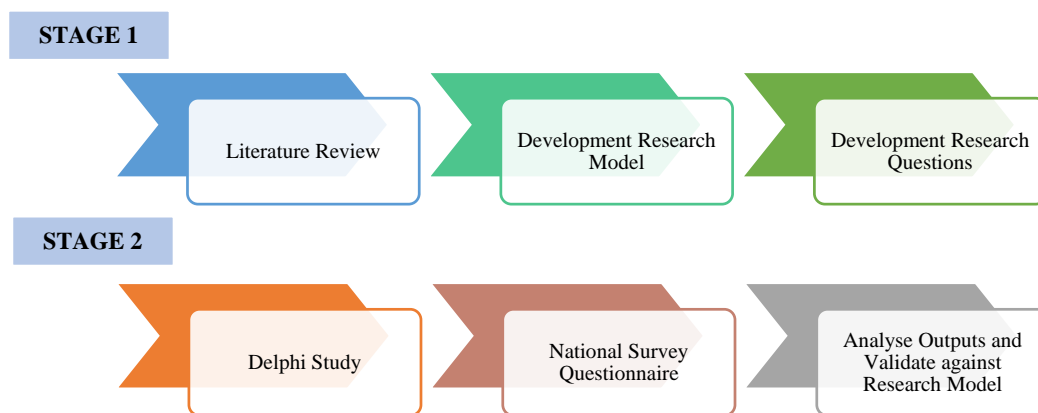 STAGE 1
Literature Review
Development Research
Model
Development Research
Questions
STAGE 2
Delphi Study
National Survey
Questionnaire
Analyse Outputs and
Validate against
Research Model